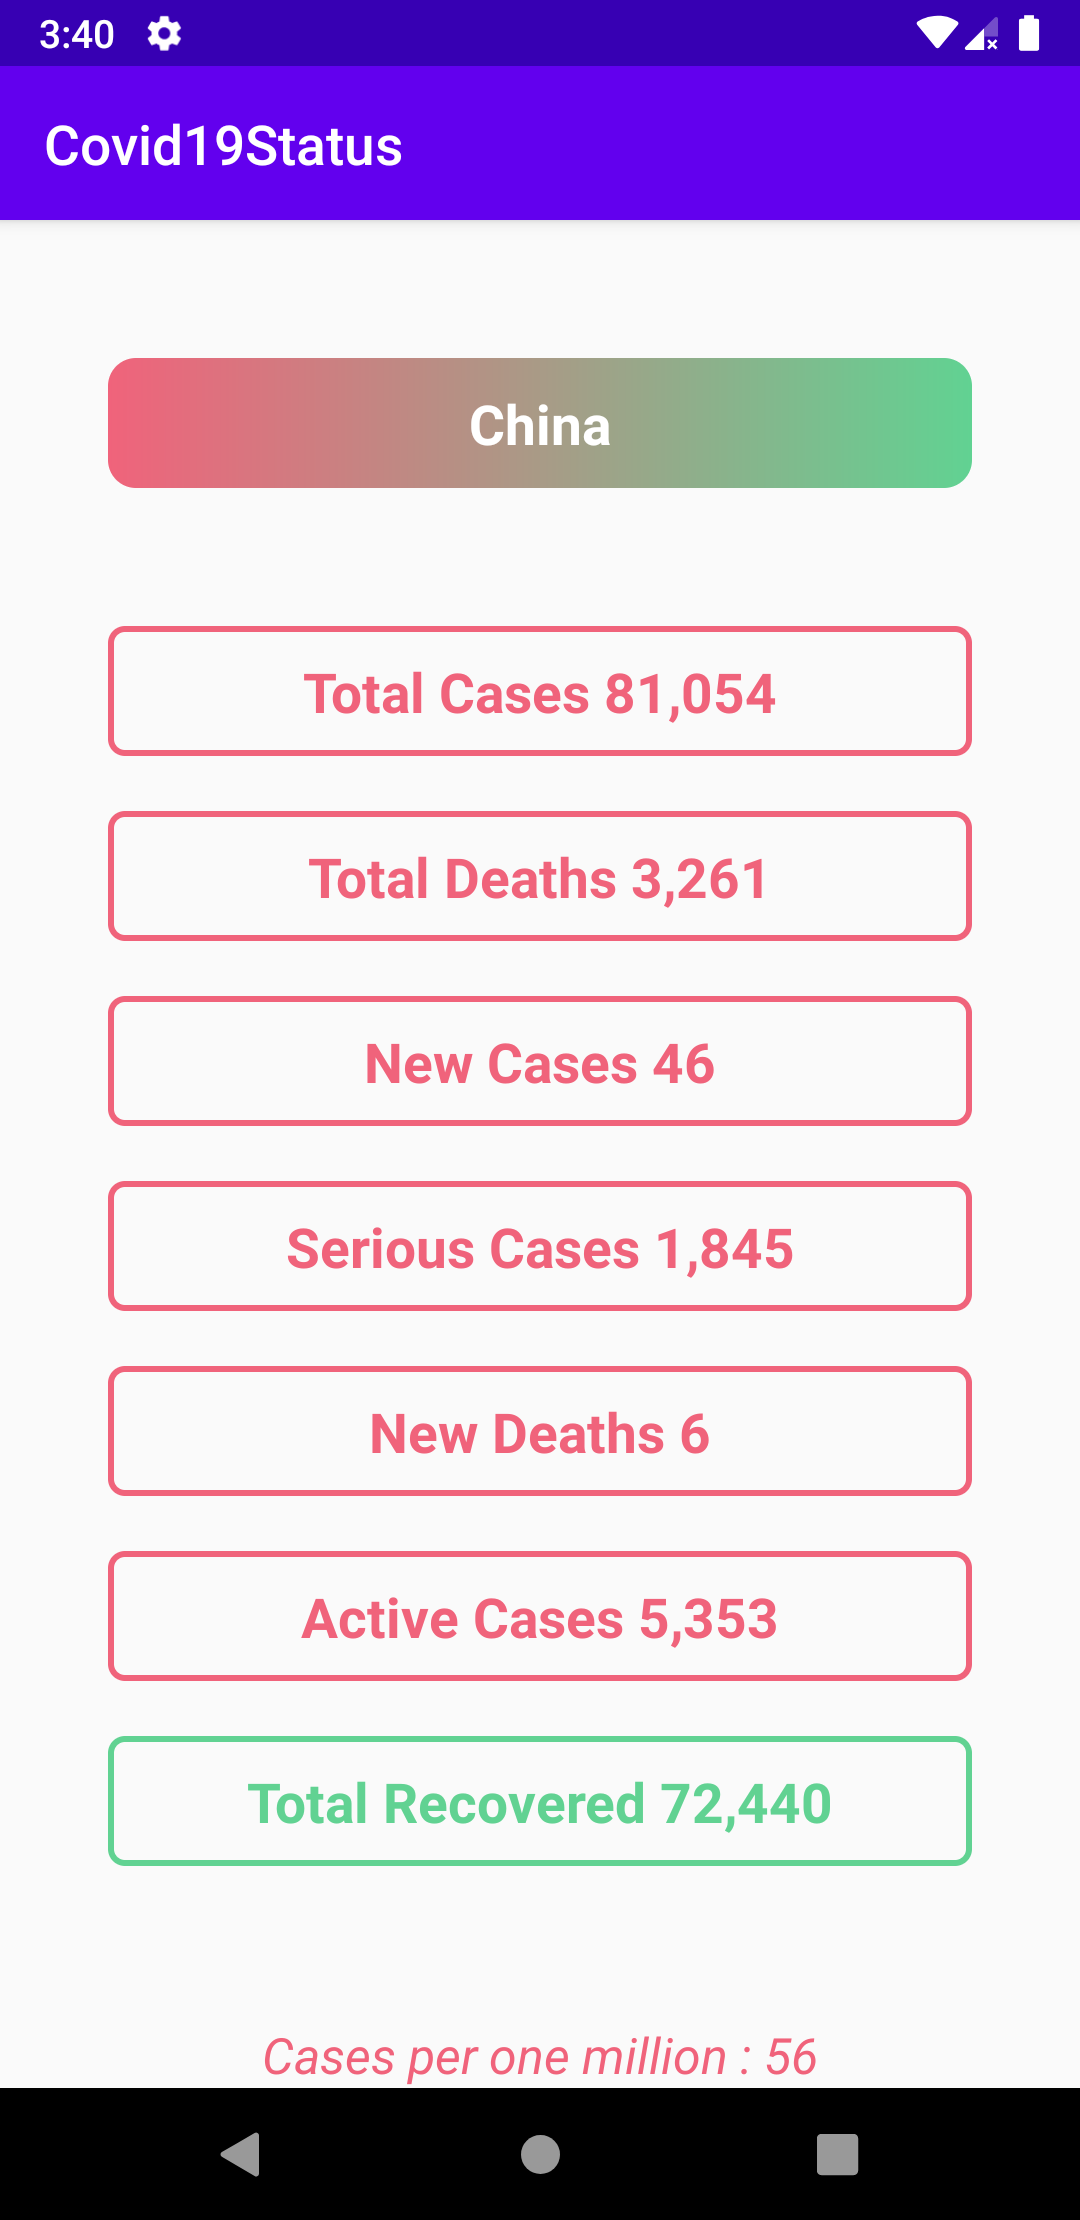 3:40
Covid19Status
China
Total Cases 81,054
Total Deaths 3,261
New Cases 46
Serious Cases 1,845
New Deaths 6
Active Cases 5,353
Total Recovered 72,440
Cases per one million : 56